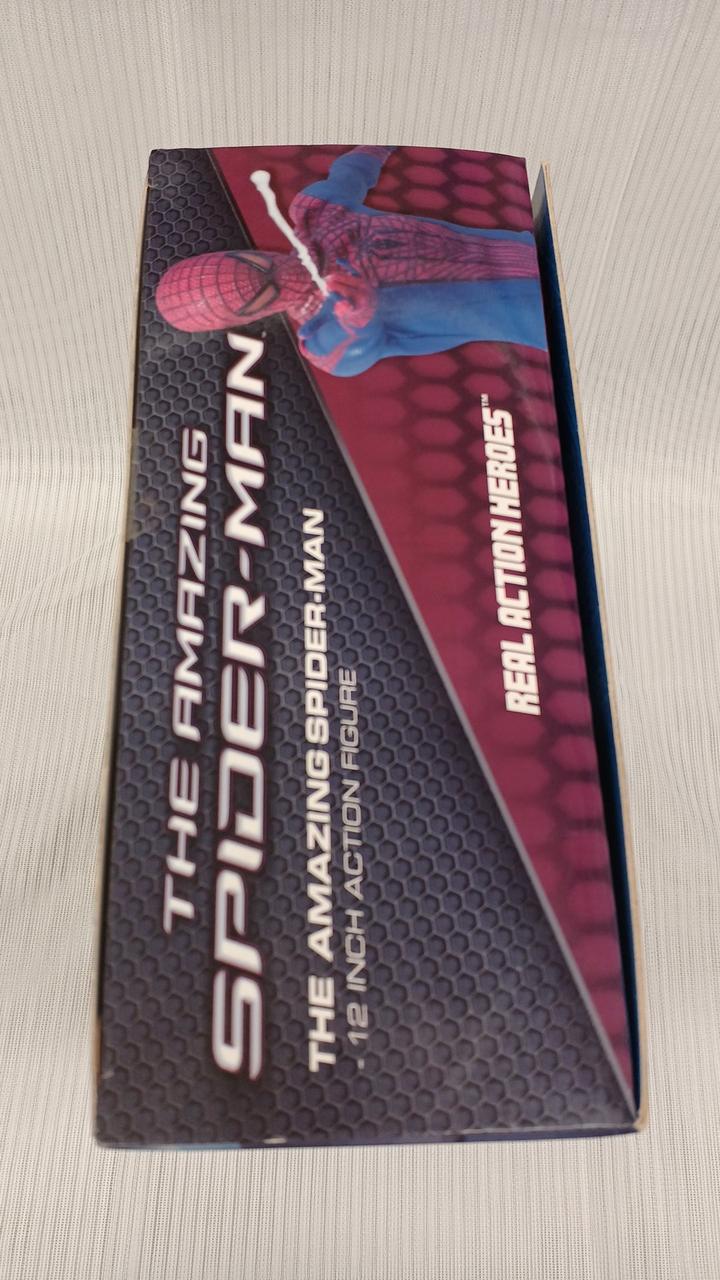 THE AMAZING
SPIDER-MAN
THE AMAZING SPIDER-MAN
- 12 INCH ACTION FIGURE
REAL ACTION HEROES™